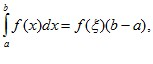 ∫_a^b f(x)dx = f(ξ)(b−a),